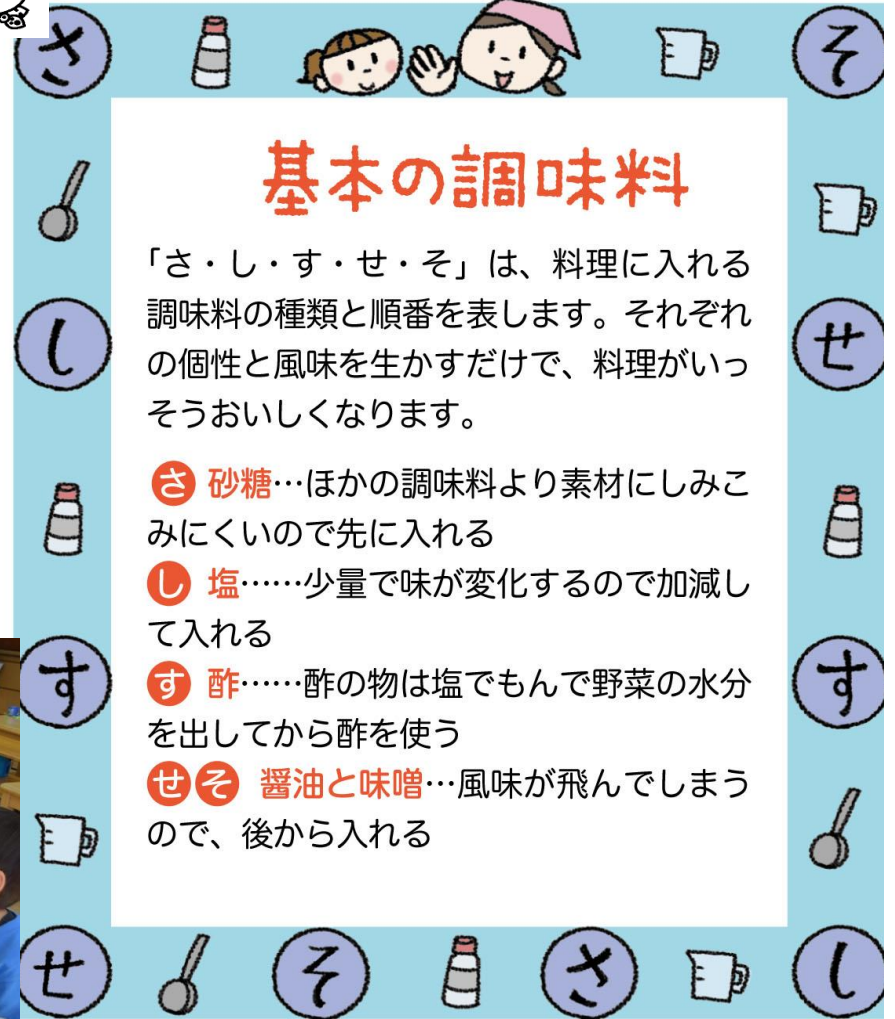 さ
そ
基本の調味料
「さ・し・す・せ・そ」は、料理に入れる
調味料の種類と順番を表します。それぞれ
の個性と風味を生かすだけで、料理がいっ
そうおいしくなります。
し
せ
さ 砂糖…ほかの調味料より素材にしみこ
みにくいので先に入れる
し 塩……少量で味が変化するので加減し
て入れる
す 酢……酢の物は塩でもんで野菜の水分
を出してから酢を使う
せそ 醤油と味噌…風味が飛んでしまう
ので、後から入れる
す
す
せ
そ
さ
し